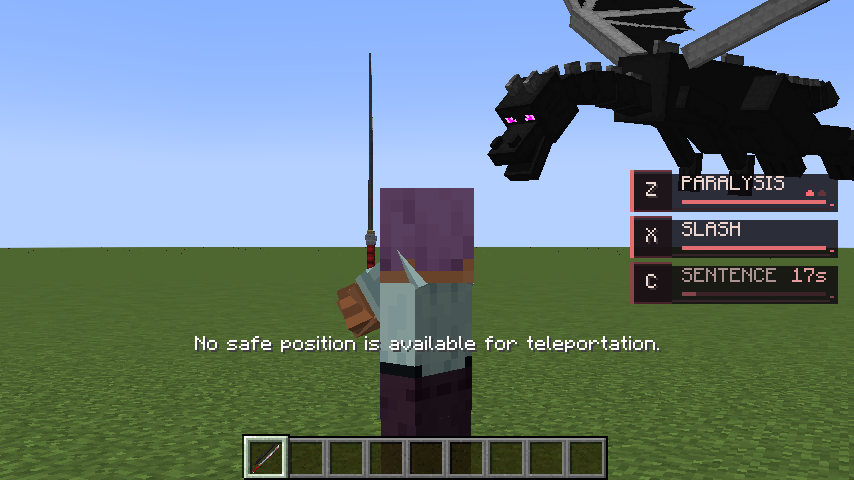 Z PARALYSIS
X SLASH
C SENTENCE 17s
No safe position is available for teleportation.